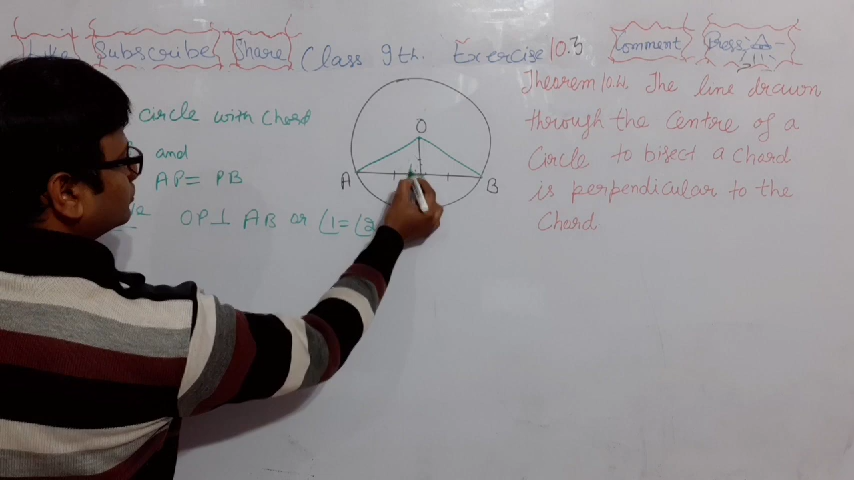 Like Subscribe Share Class 9th. Exercise 10.3 Comment Press
circle with Chord
and
AP = PB
OP⊥ AB or ∠1=∠2
O
A
B
Theorem 10.4 The line drawn
through the Centre of a
Circle to bisect a Chord
is perpendicular to the
Chord